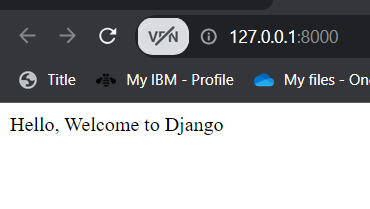 VPN 127.0.0.1:8000
Title My IBM - Profile My files - On
Hello, Welcome to Django